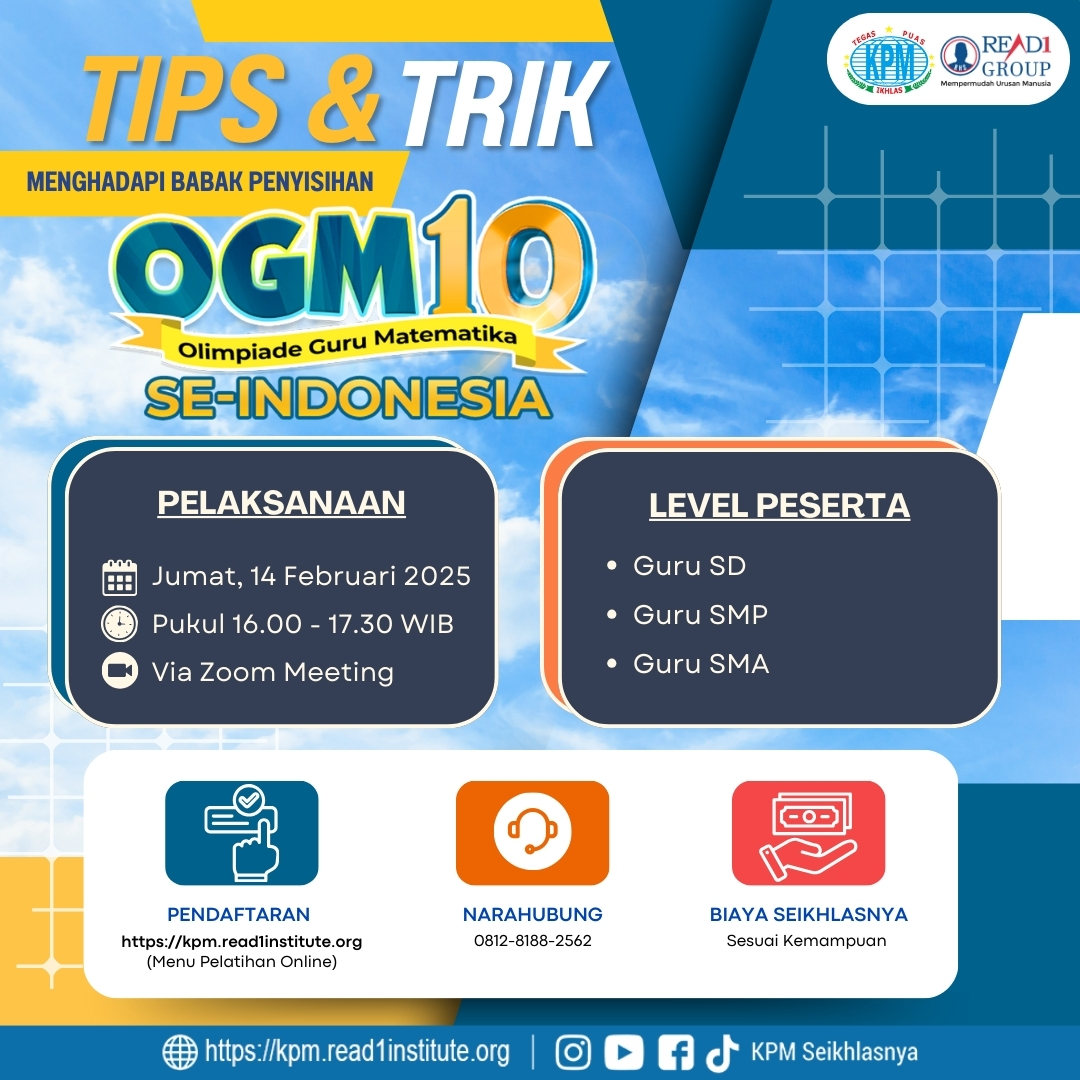 TIPS & TRIK
MENGHADAPI BABAK PENYISIHAN
OGM10
Olimpiade Guru Matematika
SE-INDONESIA
TEGAS PUAS
KPM
IKHLAS
READ1
GROUP
Mempermudah Urusan Manusia
PELAKSANAAN
Jumat, 14 Februari 2025
Pukul 16.00 - 17.30 WIB
Via Zoom Meeting
LEVEL PESERTA
• Guru SD
• Guru SMP
• Guru SMA
PENDAFTARAN
https://kpm.read1institute.org
(Menu Pelatihan Online)
NARAHUBUNG
0812-8188-2562
BIAYA SEIKHLASNYA
Sesuai Kemampuan
https://kpm.read1institute.org | KPM Seikhlasnya